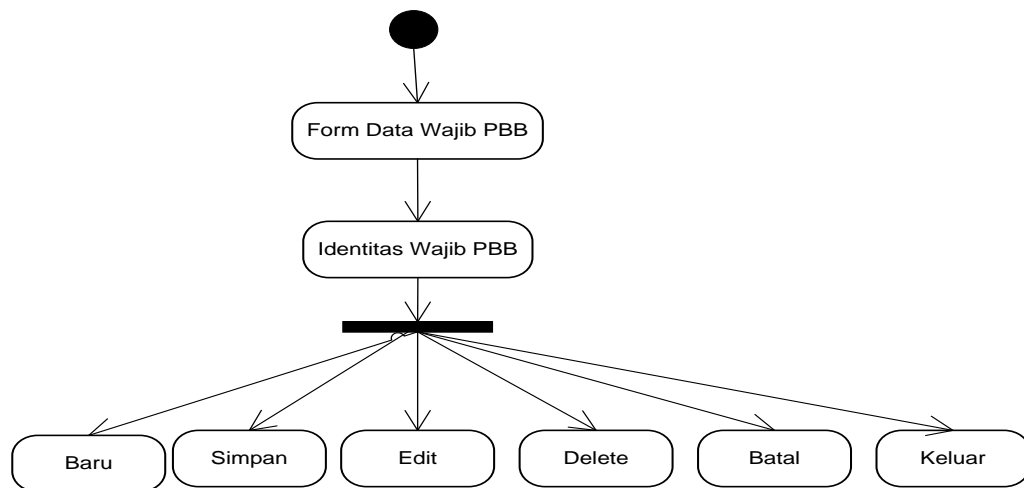 Form Data Wajib PBB
Identitas Wajib PBB
Baru
Simpan
Edit
Delete
Batal
Keluar